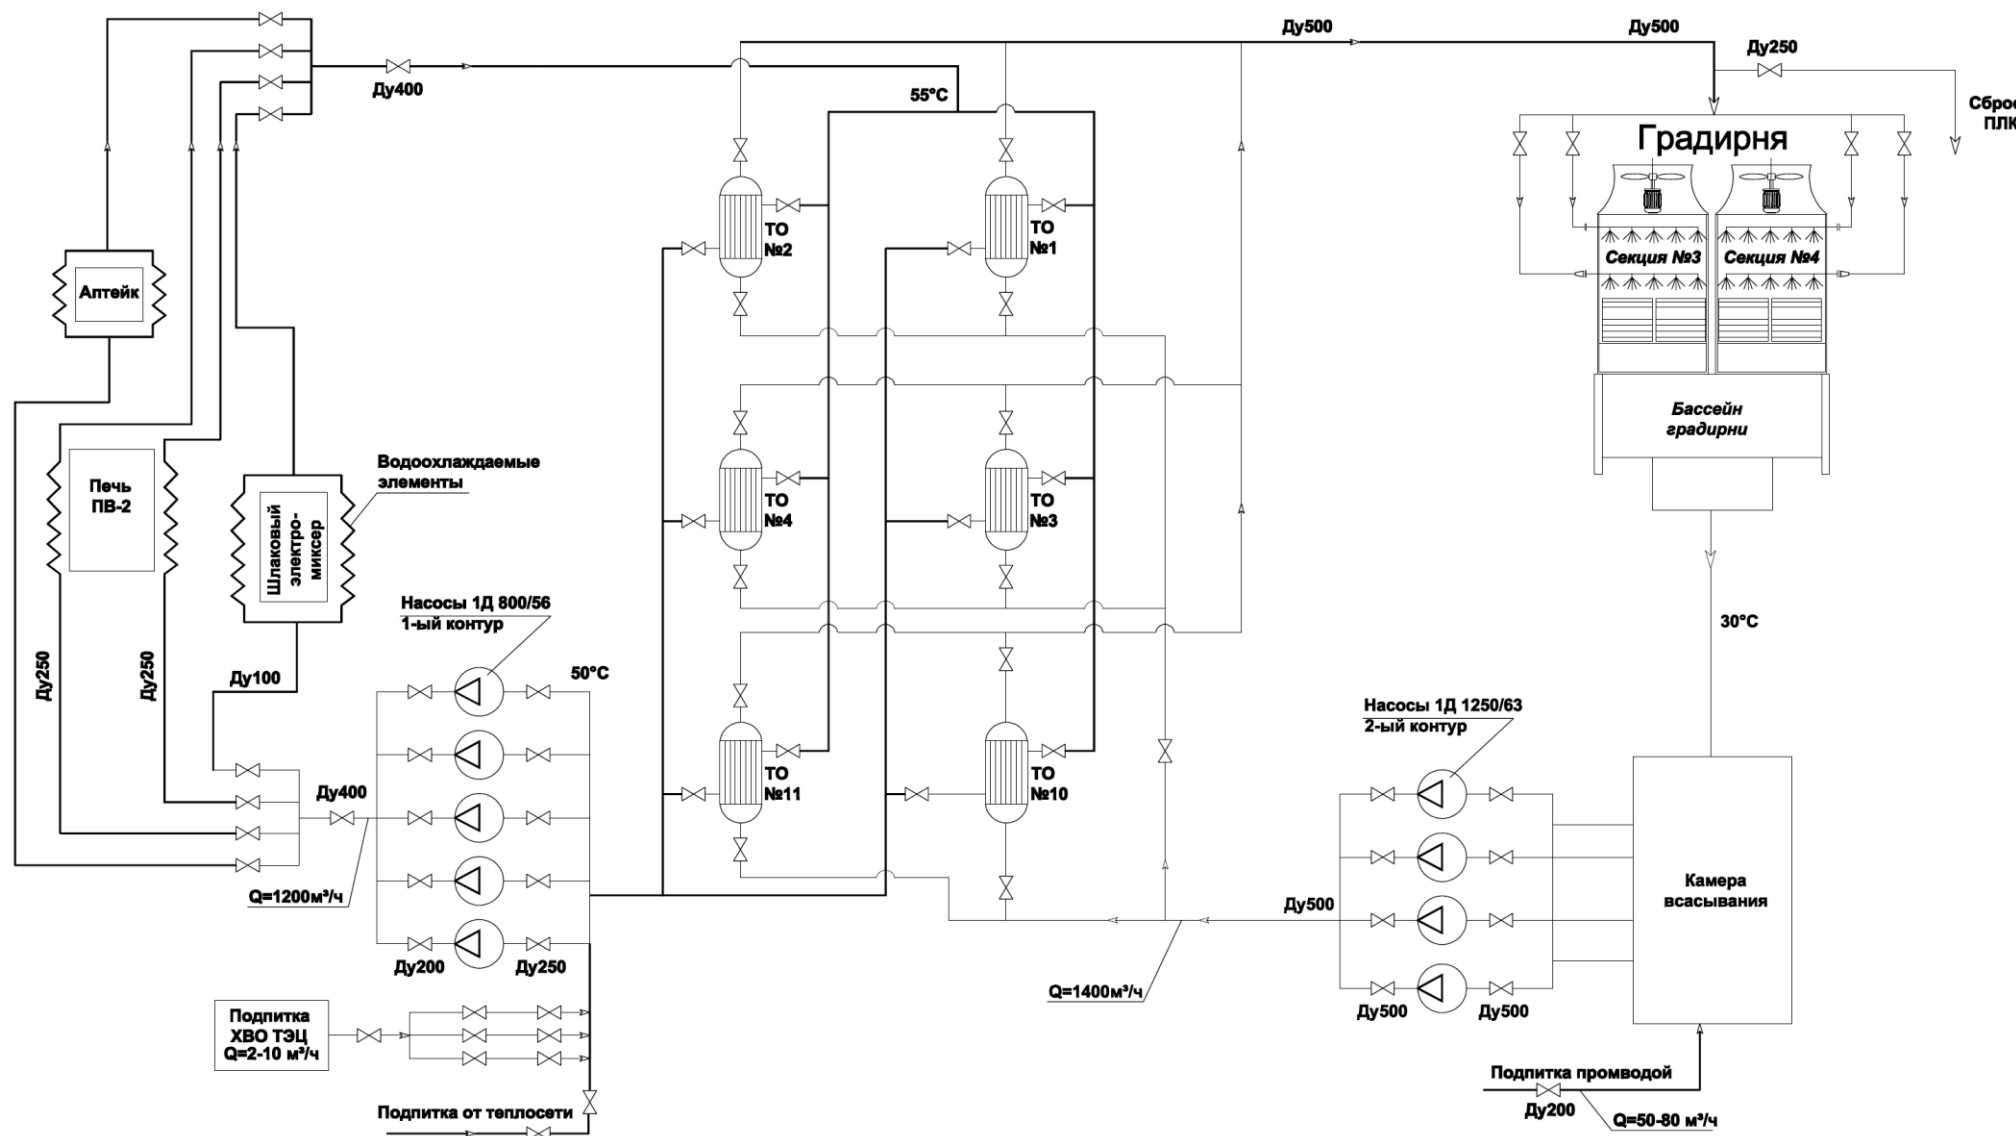 Ду500
Ду500
Ду250
Ду400
55°С
Сброс
ПЛК
Градирня
ТО
№2
ТО
№1
Секция №3
Секция №4
Аптейк
Бассейн
градирни
Водоохлаждаемые
элементы
Печь
ПВ-2
Шлаковый
электро-
миксер
ТО
№4
ТО
№3
Насосы 1Д 800/56
1-ый контур
30°С
Ду250
Ду250
Ду100
50°С
Насосы 1Д 1250/63
2-ый контур
ТО
№11
ТО
№10
Ду400
Q=1200м³/ч
Камера
всасывания
Ду500
Ду200
Ду250
Q=1400м³/ч
Ду500
Ду500
Подпитка
ХВО ТЭЦ
Q=2-10 м³/ч
Подпитка промводой
Ду200
Q=50-80 м³/ч
Подпитка от теплосети